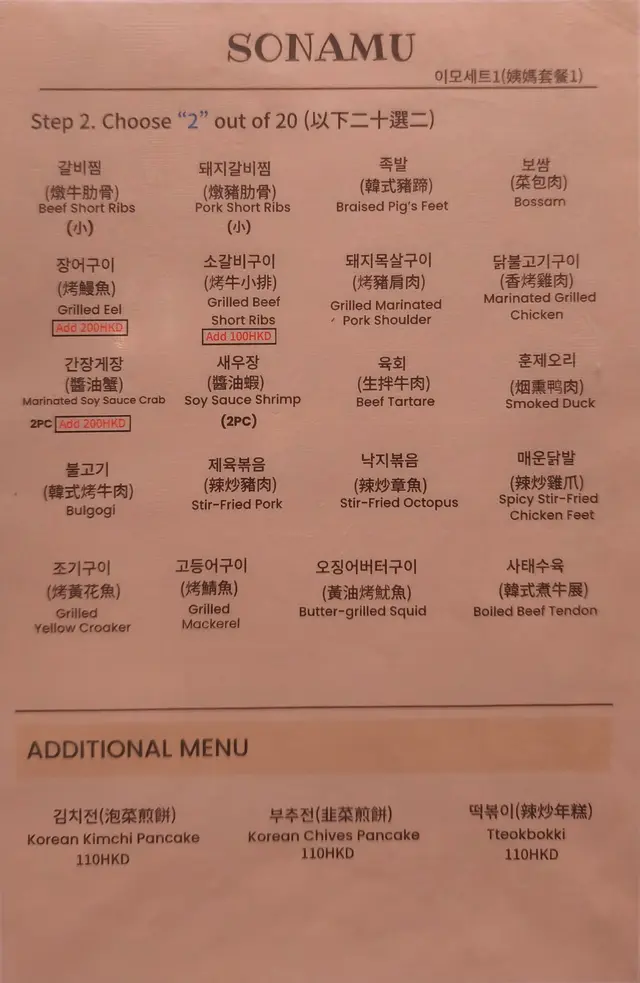 SONAMU
이모세트1(姨媽套餐1)
Step 2. Choose “2” out of 20 (以下二十選二)
갈비찜
(燉牛肋骨)
Beef Short Ribs
(小)
돼지갈비찜
(燉豬肋骨)
Pork Short Ribs
(小)
족발
(韓式豬蹄)
Braised Pig's Feet
보쌈
(菜包肉)
Bossam
장어구이
(烤鰻魚)
Grilled Eel
Add 200HKD
소갈비구이
(烤牛小排)
Grilled Beef
Short Ribs
Add 100HKD
돼지목살구이
(烤豬肩肉)
Grilled Marinated
Pork Shoulder
닭불고기구이
(香烤雞肉)
Marinated Grilled
Chicken
간장게장
(醬油蟹)
Marinated Soy Sauce Crab
2PC Add 200HKD
새우장
(醬油蝦)
Soy Sauce Shrimp
(2PC)
육회
(生拌牛肉)
Beef Tartare
훈제오리
(烟熏鸭肉)
Smoked Duck
불고기
(韓式烤牛肉)
Bulgogi
제육볶음
(辣炒豬肉)
Stir-Fried Pork
낙지볶음
(辣炒章魚)
Stir-Fried Octopus
매운닭발
(辣炒雞爪)
Spicy Stir-Fried
Chicken Feet
조기구이
(烤黃花魚)
Grilled
Yellow Croaker
고등어구이
(烤鯖魚)
Grilled
Mackerel
오징어버터구이
(黃油烤魷魚)
Butter-grilled Squid
사태수육
(韓式煮牛展)
Boiled Beef Tendon
ADDITIONAL MENU
김치전(泡菜煎餅)
Korean Kimchi Pancake
110HKD
부추전(韭菜煎餅)
Korean Chives Pancake
110HKD
떡볶이(辣炒年糕)
Tteokbokki
110HKD